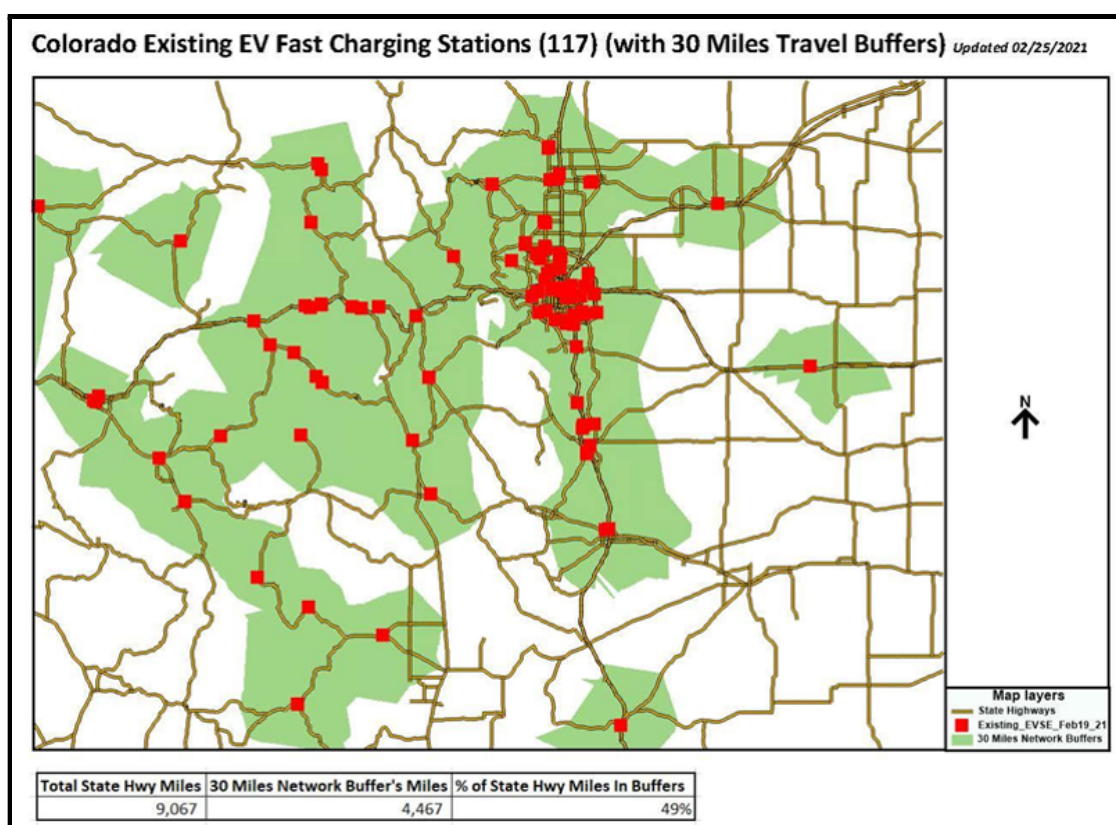 Colorado Existing EV Fast Charging Stations (117) (with 30 Miles Travel Buffers) Updated 02/25/2021
N
Map layers
State Highways
Existing_EVSE_Feb19_21
30 Miles Network Buffers
Total State Hwy Miles 30 Miles Network Buffer's Miles % of State Hwy Miles In Buffers
9,067 4,467 49%